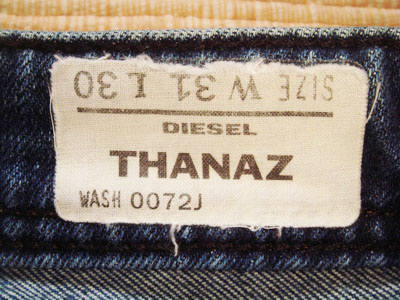 SIZE W 31 L 30
DIESEL
THANAZ
WASH 0072J